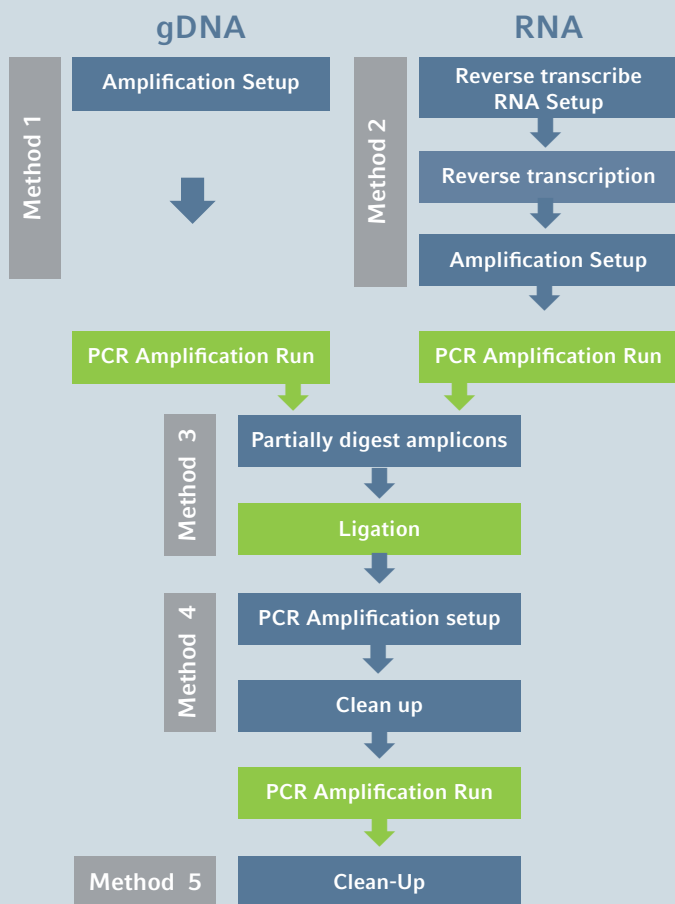 gDNA
RNA
Method 1
Amplification Setup
Method 2
Reverse transcribe
RNA Setup
Reverse transcription
Amplification Setup
PCR Amplification Run
PCR Amplification Run
Method 3
Partially digest amplicons
Ligation
Method 4
PCR Amplification setup
Clean up
PCR Amplification Run
Method 5
Clean-Up